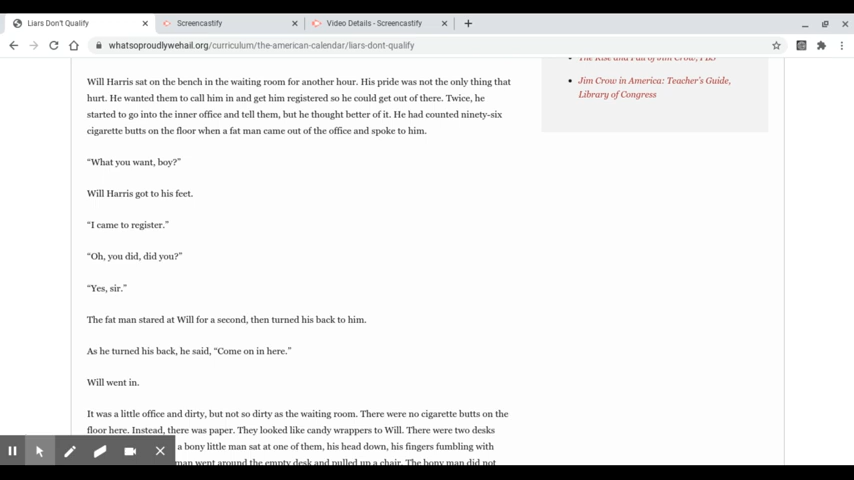 Liars Don't Qualify
Screencastify
Video Details - Screencastify
whatsoproudlywehail.org/curriculum/the-american-calendar/liars-dont-qualify
The Rise and Fall of Jim Crow, PBS
Jim Crow in America: Teacher's Guide,
Library of Congress
Will Harris sat on the bench in the waiting room for another hour. His pride was not the only thing that
hurt. He wanted them to call him in and get him registered so he could get out of there. Twice, he
started to go into the inner office and tell them, but he thought better of it. He had counted ninety-six
cigarette butts on the floor when a fat man came out of the office and spoke to him.
“What you want, boy?”
Will Harris got to his feet.
“I came to register.”
“Oh, you did, did you?”
“Yes, sir.”
The fat man stared at Will for a second, then turned his back to him.
As he turned his back, he said, “Come on in here.”
Will went in.
It was a little office and dirty, but not so dirty as the waiting room. There were no cigarette butts on the
floor here. Instead, there was paper. They looked like candy wrappers to Will. There were two desks
a bony little man sat at one of them, his head down, his fingers fumbling with
man went around the empty desk and pulled up a chair. The bony man did not